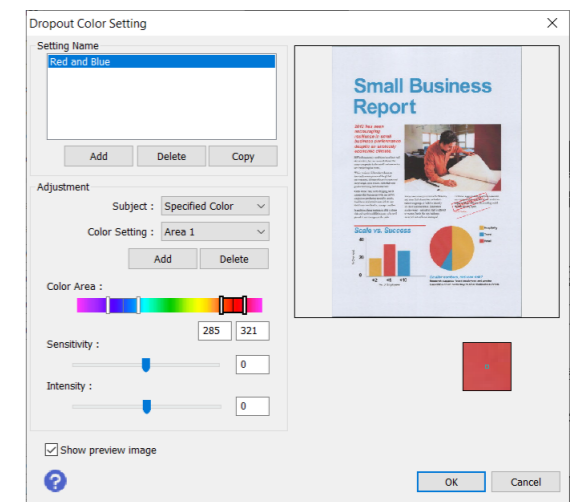 Dropout Color Setting
Setting Name
Red and Blue
Add Delete Copy
Adjustment
Subject : Specified Color
Color Setting : Area 1
Add Delete
Color Area :
285 321
Sensitivity :
0
Intensity :
0
Show preview image
?
OK Cancel
Small Business
Report
Scale vs. Success